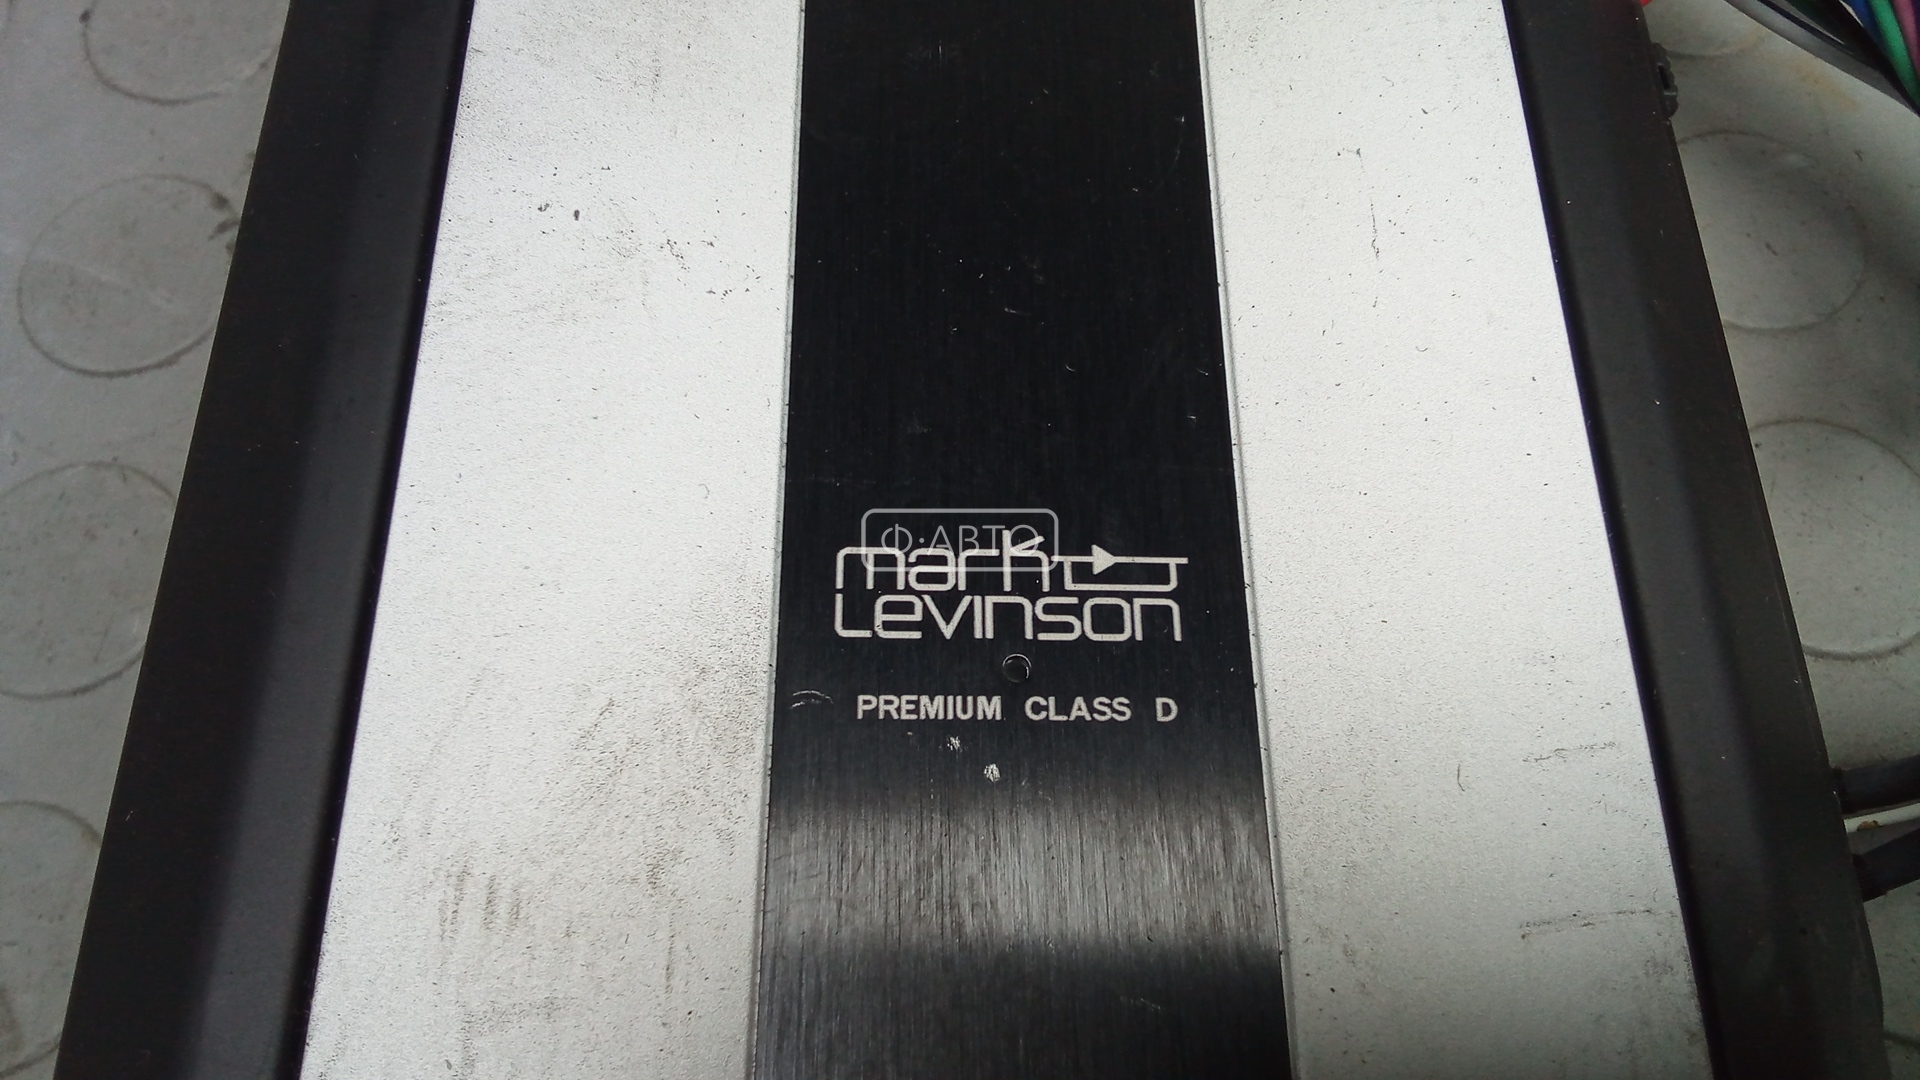 Ф·АВТО
mark
Levinson
PREMIUM CLASS D